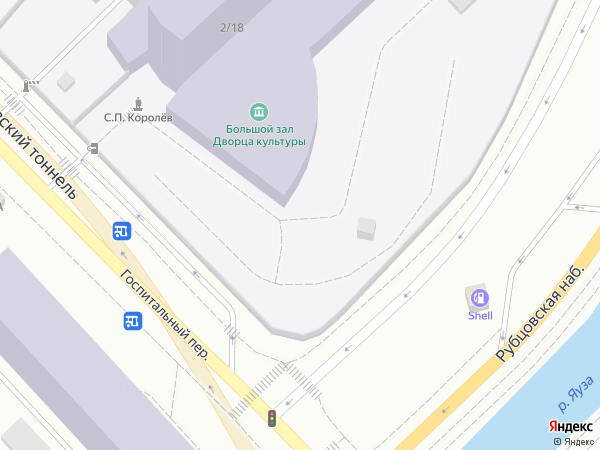 2/18
С.П. Королёв
Большой зал
Дворца культуры
ский тоннель
Госпитальный пер.
Shell
Рубцовская наб.
р. Яуза
Яндекс
© Яндекс